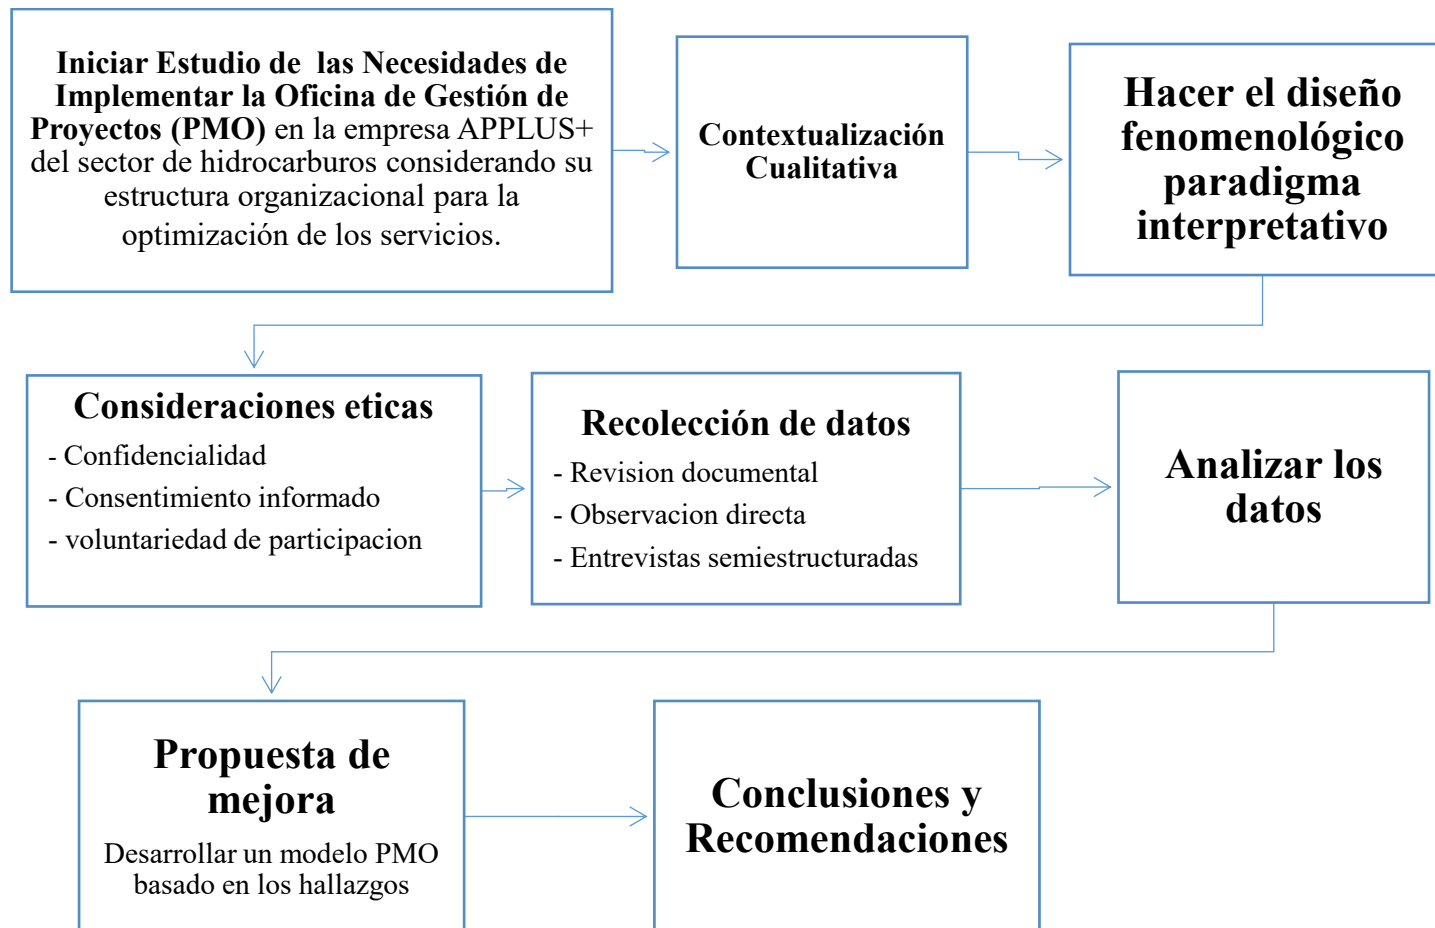 Iniciar Estudio de las Necesidades de
Implementar la Oficina de Gestión de
Proyectos (PMO) en la empresa APPLUS+
del sector de hidrocarburos considerando su
estructura organizacional para la
optimización de los servicios.
Contextualización
Cualitativa
Hacer el diseño
fenomenológico
paradigma
interpretativo
Consideraciones eticas
- Confidencialidad
- Consentimiento informado
- voluntariedad de participacion
Recolección de datos
- Revision documental
- Observacion directa
- Entrevistas semiestructuradas
Analizar los
datos
Propuesta de
mejora
Desarrollar un modelo PMO
basado en los hallazgos
Conclusiones y
Recomendaciones